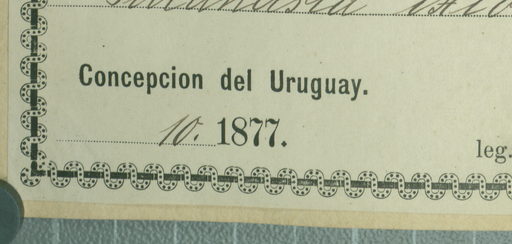 Concepcion del Uruguay.
10. 1877.
leg.